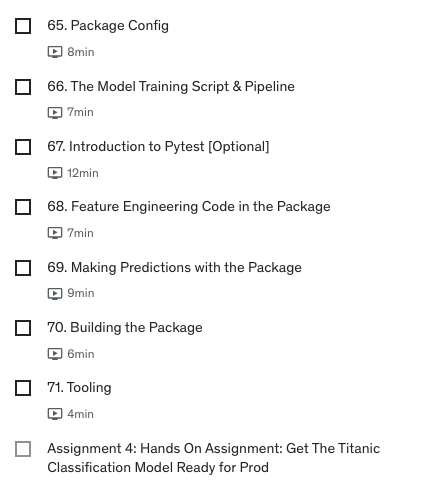 65. Package Config
8min
66. The Model Training Script & Pipeline
7min
67. Introduction to Pytest [Optional]
12min
68. Feature Engineering Code in the Package
7min
69. Making Predictions with the Package
9min
70. Building the Package
6min
71. Tooling
4min
Assignment 4: Hands On Assignment: Get The Titanic
Classification Model Ready for Prod